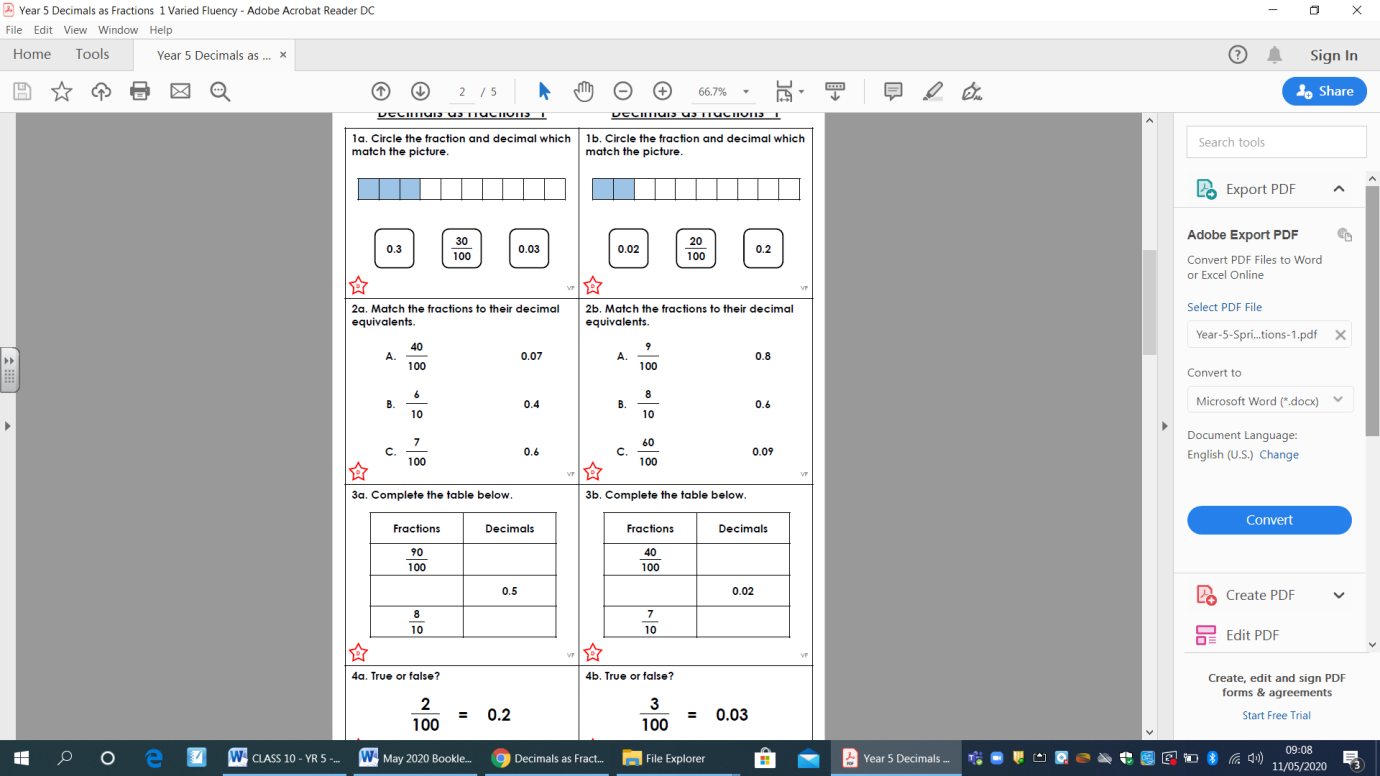 Year 5 Decimals as Fractions 1 Varied Fluency - Adobe Acrobat Reader DC
File Edit View Window Help
Home Tools Year 5 Decimals as ... × Sign In
2 / 5 66.7% Share
Decimals as Fractions 1 Decimals as Fractions 1
1a. Circle the fraction and decimal which
match the picture.
0.3 30/100 0.03
D
VF
1b. Circle the fraction and decimal which
match the picture.
0.02 20/100 0.2
D
VF
2a. Match the fractions to their decimal
equivalents.
A. 40/100 0.07
B. 6/10 0.4
C. 7/100 0.6
D
VF
2b. Match the fractions to their decimal
equivalents.
A. 9/100 0.8
B. 8/10 0.6
C. 60/100 0.09
D
VF
3a. Complete the table below.
Fractions Decimals
90/100
0.5
8/10
D
VF
3b. Complete the table below.
Fractions Decimals
40/100
0.02
7/10
D
VF
4a. True or false?
2/100 = 0.2
4b. True or false?
3/100 = 0.03
Search tools
Export PDF
Adobe Export PDF
Convert PDF Files to Word
or Excel Online
Select PDF File
Year-5-Spri...tions-1.pdf
Convert to
Microsoft Word (*.docx)
Document Language:
English (U.S.) Change
Convert
Create PDF
Edit PDF
Create, edit and sign PDF
forms & agreements
Start Free Trial
CLASS 10 - YR 5 -... May 2020 Bookle... Decimals as Fract... File Explorer Year 5 Decimals ... 09:08
11/05/2020
3